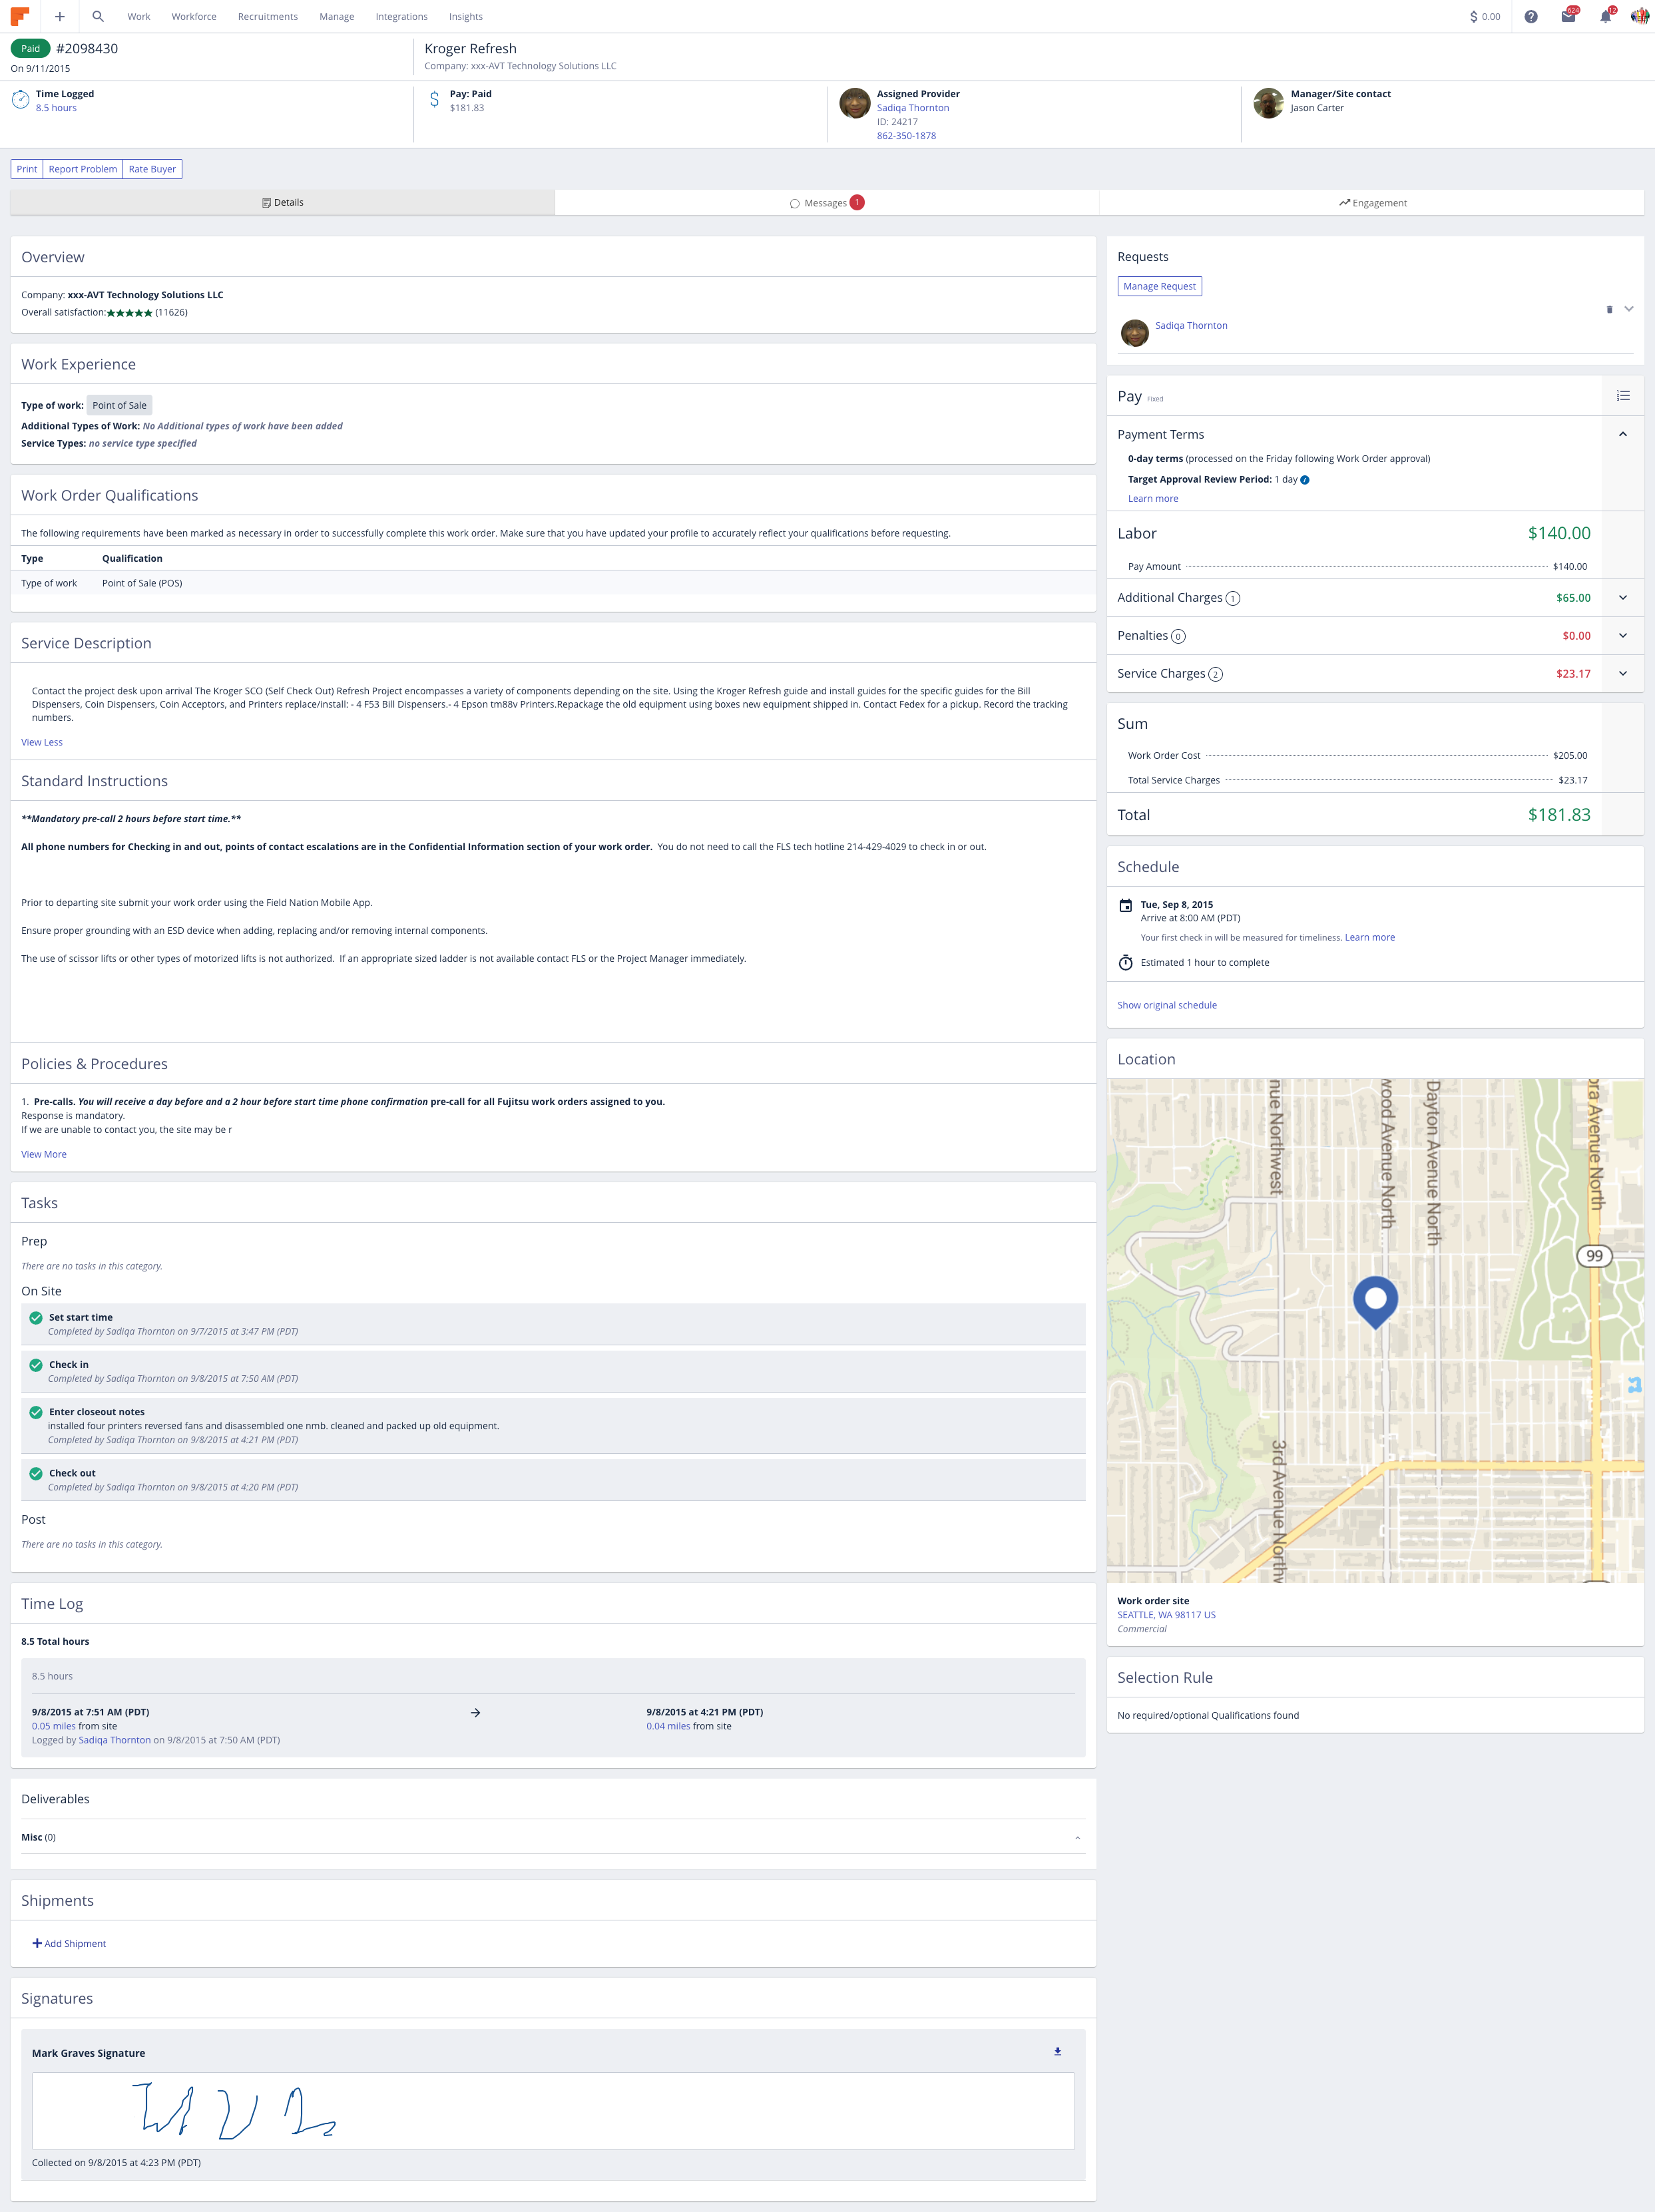 Work Workforce Recruitments Manage Integrations Insights $ 0.00 624 12
Paid #2098430
On 9/11/2015
Kroger Refresh
Company: xxx-AVT Technology Solutions LLC
Time Logged
8.5 hours
Pay: Paid
$181.83
Assigned Provider
Sadiqa Thornton
ID: 24217
862-350-1878
Manager/Site contact
Jason Carter
Print Report Problem Rate Buyer
Details Messages 1 Engagement
Overview
Company: xxx-AVT Technology Solutions LLC
Overall satisfaction:★★★★★ (11626)
Work Experience
Type of work: Point of Sale
Additional Types of Work: No Additional types of work have been added
Service Types: no service type specified
Work Order Qualifications
The following requirements have been marked as necessary in order to successfully complete this work order. Make sure that you have updated your profile to accurately reflect your qualifications before requesting.
Type Qualification
Type of work Point of Sale (POS)
Service Description
Contact the project desk upon arrival The Kroger SCO (Self Check Out) Refresh Project encompasses a variety of components depending on the site. Using the Kroger Refresh guide and install guides for the specific guides for the Bill
Dispensers, Coin Dispensers, Coin Acceptors, and Printers replace/install: - 4 F53 Bill Dispensers.- 4 Epson tm88v Printers.Repackage the old equipment using boxes new equipment shipped in. Contact Fedex for a pickup. Record the tracking
numbers.
View Less
Standard Instructions
**Mandatory pre-call 2 hours before start time.**
All phone numbers for Checking in and out, points of contact escalations are in the Confidential Information section of your work order. You do not need to call the FLS tech hotline 214-429-4029 to check in or out.
Prior to departing site submit your work order using the Field Nation Mobile App.
Ensure proper grounding with an ESD device when adding, replacing and/or removing internal components.
The use of scissor lifts or other types of motorized lifts is not authorized. If an appropriate sized ladder is not available contact FLS or the Project Manager immediately.
Policies & Procedures
1. Pre-calls. You will receive a day before and a 2 hour before start time phone confirmation pre-call for all Fujitsu work orders assigned to you.
Response is mandatory.
If we are unable to contact you, the site may be r
View More
Tasks
Prep
There are no tasks in this category.
On Site
Set start time
Completed by Sadiqa Thornton on 9/7/2015 at 3:47 PM (PDT)
Check in
Completed by Sadiqa Thornton on 9/8/2015 at 7:50 AM (PDT)
Enter closeout notes
installed four printers reversed fans and disassembled one nmb. cleaned and packed up old equipment.
Completed by Sadiqa Thornton on 9/8/2015 at 4:21 PM (PDT)
Check out
Completed by Sadiqa Thornton on 9/8/2015 at 4:20 PM (PDT)
Post
There are no tasks in this category.
Time Log
8.5 Total hours
8.5 hours
9/8/2015 at 7:51 AM (PDT) → 9/8/2015 at 4:21 PM (PDT)
0.05 miles from site 0.04 miles from site
Logged by Sadiqa Thornton on 9/8/2015 at 7:50 AM (PDT)
Deliverables
Misc (0)
Shipments
+ Add Shipment
Signatures
Mark Graves Signature
Collected on 9/8/2015 at 4:23 PM (PDT)
Requests
Manage Request
Sadiqa Thornton
Pay Fixed
Payment Terms
0-day terms (processed on the Friday following Work Order approval)
Target Approval Review Period: 1 day
Learn more
Labor $140.00
Pay Amount $140.00
Additional Charges 1 $65.00
Penalties 0 $0.00
Service Charges 2 $23.17
Sum
Work Order Cost $205.00
Total Service Charges $23.17
Total $181.83
Schedule
Tue, Sep 8, 2015
Arrive at 8:00 AM (PDT)
Your first check in will be measured for timeliness. Learn more
Estimated 1 hour to complete
Show original schedule
Location
nue Northwest
wood Avenue North
Dayton Avenue North
ra Avenue North
99
3rd Avenue Northw
Work order site
SEATTLE, WA 98117 US
Commercial
Selection Rule
No required/optional Qualifications found